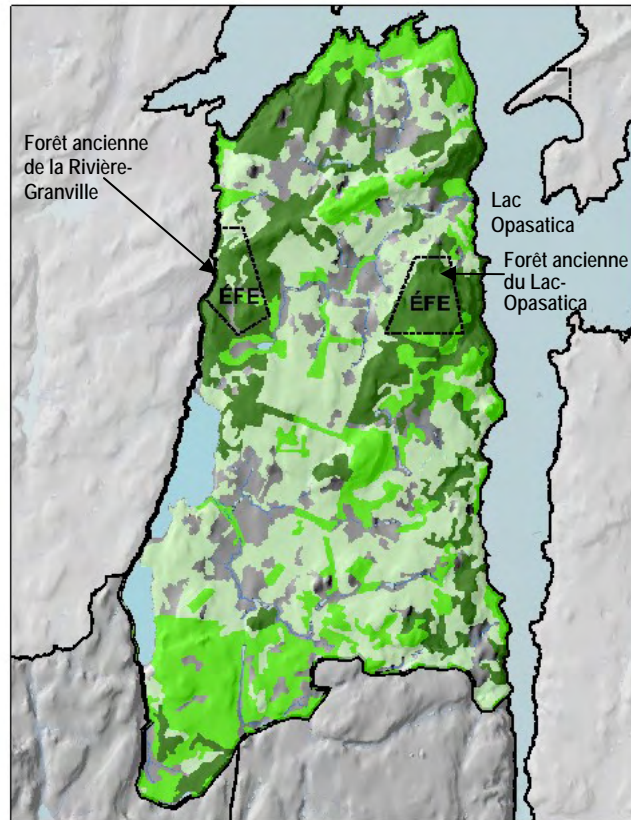 Forêt ancienne
de la Rivière-
Granville
Lac
Opasatica
Forêt ancienne
du Lac-
Opasatica
ÉFE
ÉFE